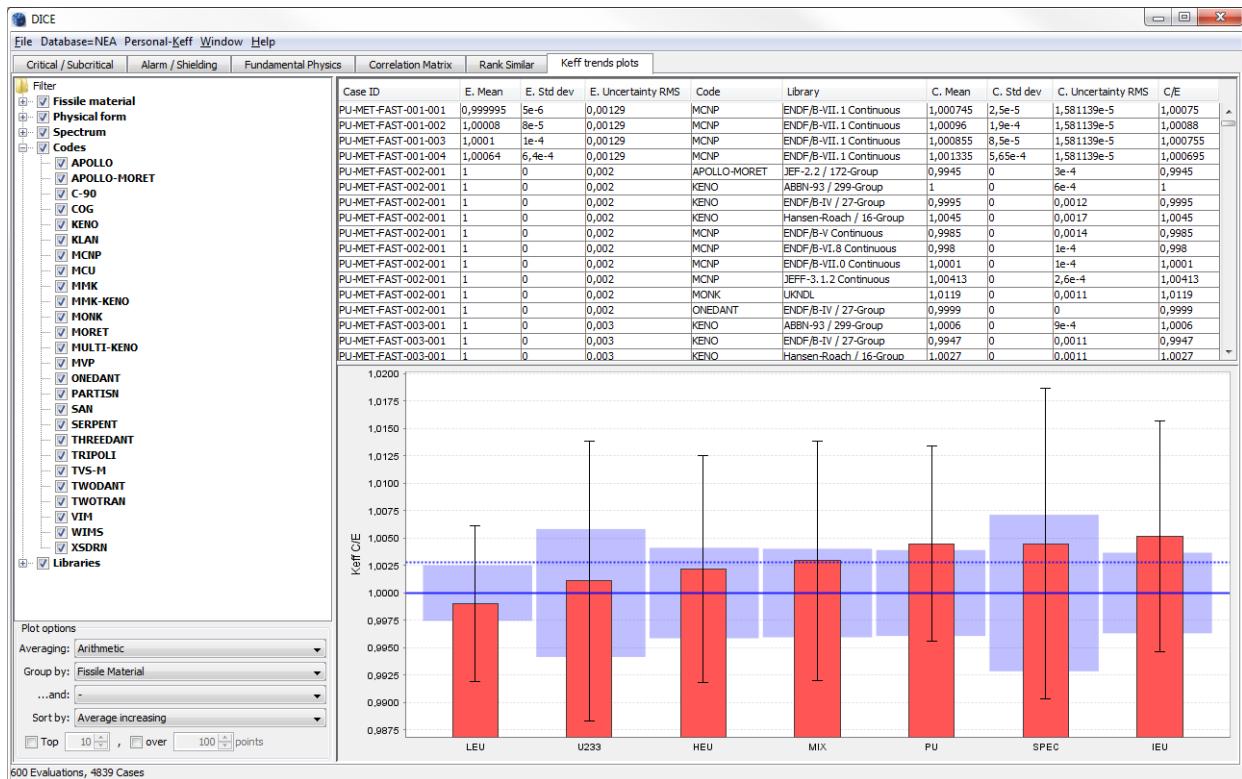 DICE
File Database=NEA Personal-Keff Window Help
Critical / Subcritical Alarm / Shielding Fundamental Physics Correlation Matrix Rank Similar Keff trends plots
Filter
Fissile material
Physical form
Spectrum
Codes
APOLLO
APOLLO-MORET
C-90
COG
KENO
KLAN
MCNP
MCU
MMK
MMK-KENO
MONK
MORET
MULTI-KENO
MVP
ONEDANT
PARTISN
SAN
SERPENT
THREEDANT
TRIPOLI
TVS-M
TWODANT
TWOTRAN
VIM
WIMS
XSDRN
Libraries
Plot options
Averaging: Arithmetic
Group by: Fissile Material
...and: -
Sort by: Average increasing
Top 10 , over 100 points
Case ID E. Mean E. Std dev E. Uncertainty RMS Code Library C. Mean C. Std dev C. Uncertainty RMS C/E
PU-MET-FAST-001-001 0,999995 5e-6 0,00129 MCNP ENDF/B-VII.1 Continuous 1,000745 2,5e-5 1,581139e-5 1,00075
PU-MET-FAST-001-002 1,00008 8e-5 0,00129 MCNP ENDF/B-VII.1 Continuous 1,00096 1,9e-4 1,581139e-5 1,00088
PU-MET-FAST-001-003 1,0001 1e-4 0,00129 MCNP ENDF/B-VII.1 Continuous 1,000855 8,5e-5 1,581139e-5 1,000755
PU-MET-FAST-001-004 1,00064 6,4e-4 0,00129 MCNP ENDF/B-VII.1 Continuous 1,001335 5,65e-4 1,581139e-5 1,000695
PU-MET-FAST-002-001 1 0 0,002 APOLLO-MORET JEF-2.2 / 172-Group 0,9945 0 3e-4 0,9945
PU-MET-FAST-002-001 1 0 0,002 KENO ABBN-93 / 299-Group 1 0 6e-4 1
PU-MET-FAST-002-001 1 0 0,002 KENO ENDF/B-IV / 27-Group 0,9995 0 0,0012 0,9995
PU-MET-FAST-002-001 1 0 0,002 KENO Hansen-Roach / 16-Group 1,0045 0 0,0017 1,0045
PU-MET-FAST-002-001 1 0 0,002 MCNP ENDF/B-V Continuous 0,9985 0 0,0014 0,9985
PU-MET-FAST-002-001 1 0 0,002 MCNP ENDF/B-VI.8 Continuous 0,998 0 1e-4 0,998
PU-MET-FAST-002-001 1 0 0,002 MCNP ENDF/B-VII.0 Continuous 1,0001 0 1e-4 1,0001
PU-MET-FAST-002-001 1 0 0,002 MCNP JEFF-3.1.2 Continuous 1,00413 0 2,6e-4 1,00413
PU-MET-FAST-002-001 1 0 0,002 MONK UKNDL 1,0119 0 0,0011 1,0119
PU-MET-FAST-002-001 1 0 0,002 ONEDANT ENDF/B-IV / 27-Group 0,9999 0 0 0,9999
PU-MET-FAST-003-001 1 0 0,003 KENO ABBN-93 / 299-Group 1,0006 0 9e-4 1,0006
PU-MET-FAST-003-001 1 0 0,003 KENO ENDF/B-IV / 27-Group 0,9947 0 0,0011 0,9947
PU-MET-FAST-003-001 1 0 0,003 KENO Hansen-Roach / 16-Group 1,0027 0 0,0011 1,0027
Keff C/E
1,0200
1,0175
1,0150
1,0125
1,0100
1,0075
1,0050
1,0025
1,0000
0,9975
0,9950
0,9925
0,9900
0,9875
LEU U233 HEU MIX PU SPEC IEU
600 Evaluations, 4839 Cases